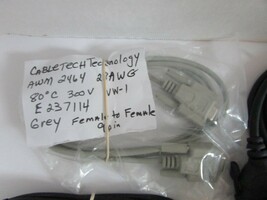 CABLETECH Technology
AWM 2464 28AWG
80°C 300V VW-1
E 237114
Grey Female to Female
9 pin